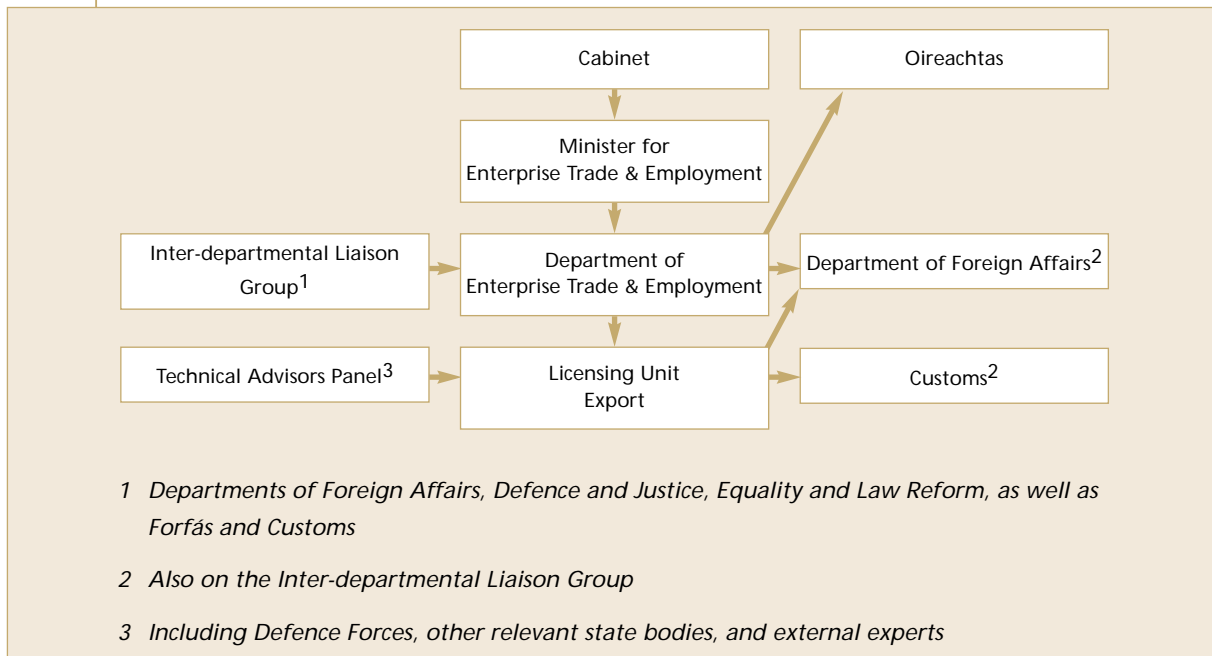 Cabinet
Oireachtas
Minister for
Enterprise Trade & Employment
Inter-departmental Liaison
Group1
Department of
Enterprise Trade & Employment
Department of Foreign Affairs2
Technical Advisors Panel3
Licensing Unit
Export
Customs2
1 Departments of Foreign Affairs, Defence and Justice, Equality and Law Reform, as well as
Forfás and Customs
2 Also on the Inter-departmental Liaison Group
3 Including Defence Forces, other relevant state bodies, and external experts